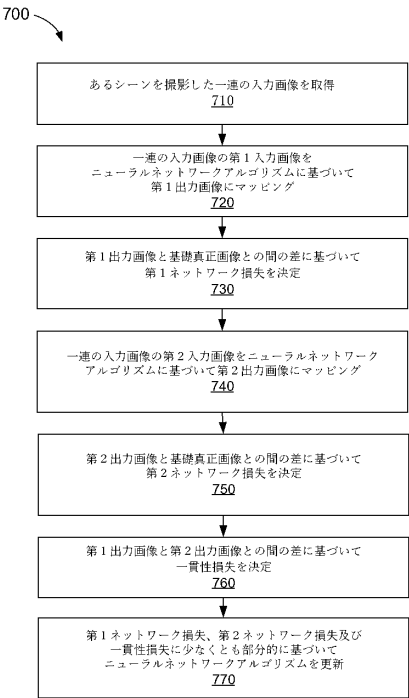 700
あるシーンを撮影した一連の入力画像を取得
710
一連の入力画像の第１入力画像を
ニューラルネットワークアルゴリズムに基づいて
第１出力画像にマッピング
720
第１出力画像と基礎真正画像との間の差に基づいて
第１ネットワーク損失を決定
730
一連の入力画像の第２入力画像をニューラルネットワーク
アルゴリズムに基づいて第２出力画像にマッピング
740
第２出力画像と基礎真正画像との間の差に基づいて
第２ネットワーク損失を決定
750
第１出力画像と第２出力画像との間の差に基づいて
一貫性損失を決定
760
第１ネットワーク損失、第２ネットワーク損失及び
一貫性損失に少なくとも部分的に基づいて
ニューラルネットワークアルゴリズムを更新
770